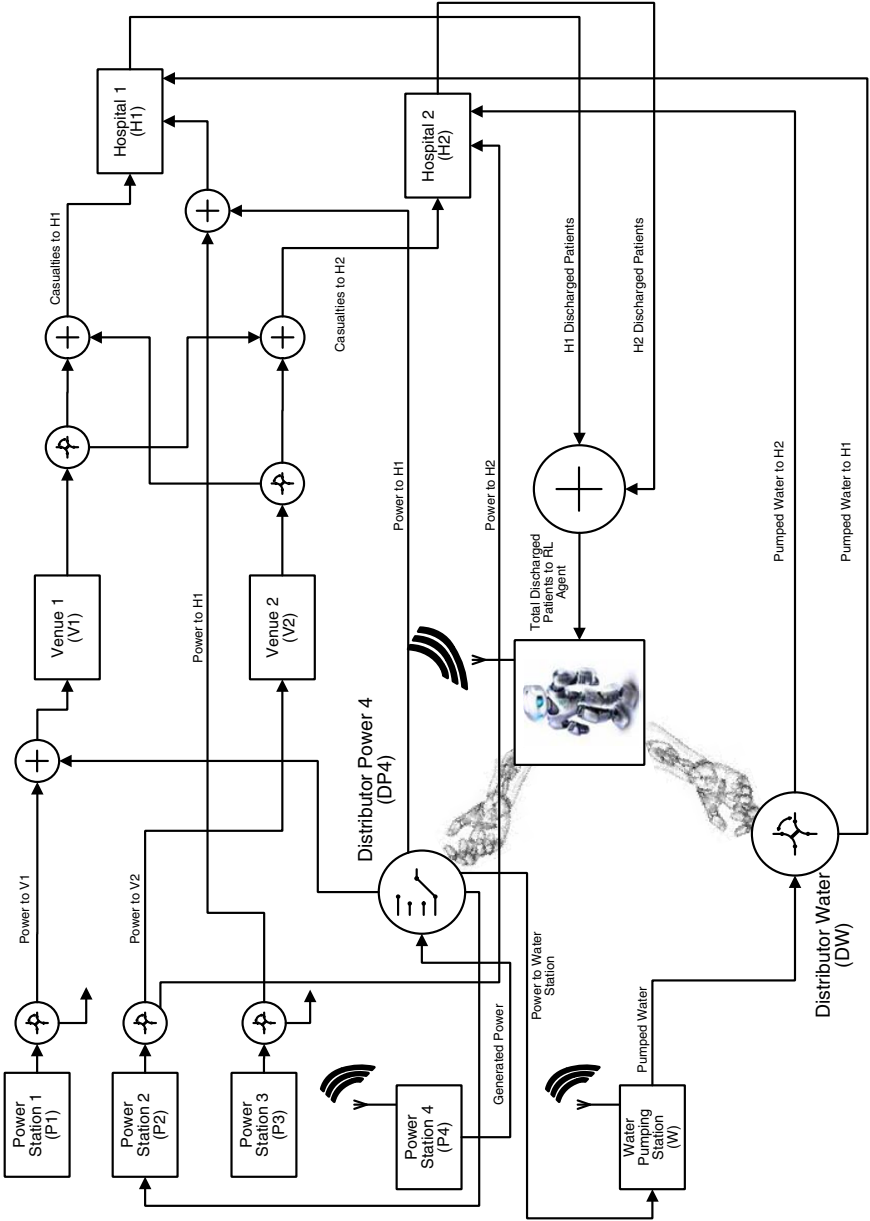 Power
Station 1
(P1)
Power
Station 2
(P2)
Power
Station 3
(P3)
Power
Station 4
(P4)
Water
Pumping
Station
(W)
Power to V1
Power to V2
Generated Power
Power to Water
Station
Pumped Water
Distributor Power 4
(DP4)
Distributor Water
(DW)
Venue 1
(V1)
Venue 2
(V2)
Power to H1
Power to H1
Power to H2
Total Discharged
Patients to RL
Agent
Pumped Water to H2
Pumped Water to H1
Casualties to H1
Casualties to H2
H1 Discharged Patients
H2 Discharged Patients
Hospital 1
(H1)
Hospital 2
(H2)